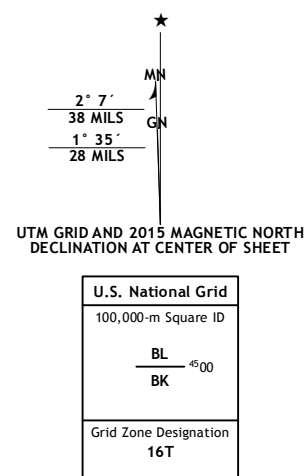 ★
MN
2° 7´
38 MILS
GN
1° 35´
28 MILS
UTM GRID AND 2015 MAGNETIC NORTH
DECLINATION AT CENTER OF SHEET
U.S. National Grid
100,000-m Square ID
BL
4500
BK
Grid Zone Designation
16T